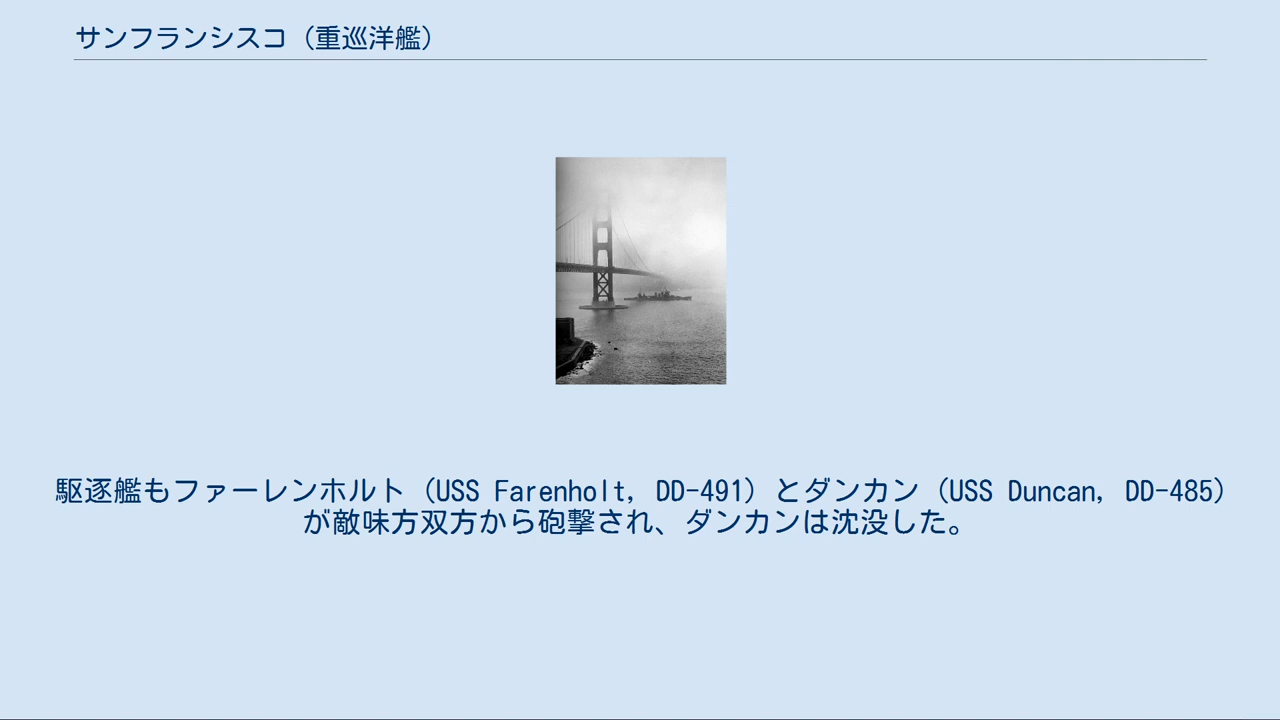 サンフランシスコ（重巡洋艦）
駆逐艦もファーレンホルト（USS Farenholt, DD-491）とダンカン（USS Duncan, DD-485）
が敵味方双方から砲撃され、ダンカンは沈没した。